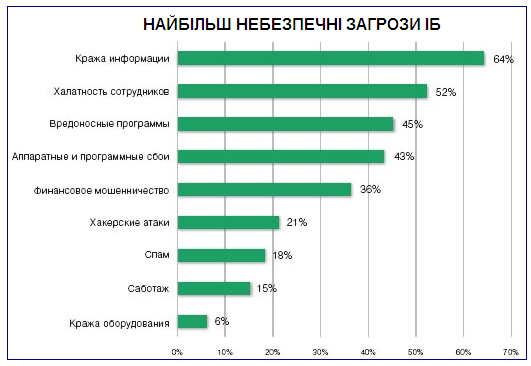 НАЙБІЛЬШ НЕБЕЗПЕЧНІ ЗАГРОЗИ ІБ
Кража информации 64%
Халатность сотрудников 52%
Вредоносные программы 45%
Аппаратные и программные сбои 43%
Финансовое мошенничество 36%
Хакерские атаки 21%
Спам 18%
Саботаж 15%
Кража оборудования 6%
0% 10% 20% 30% 40% 50% 60% 70%